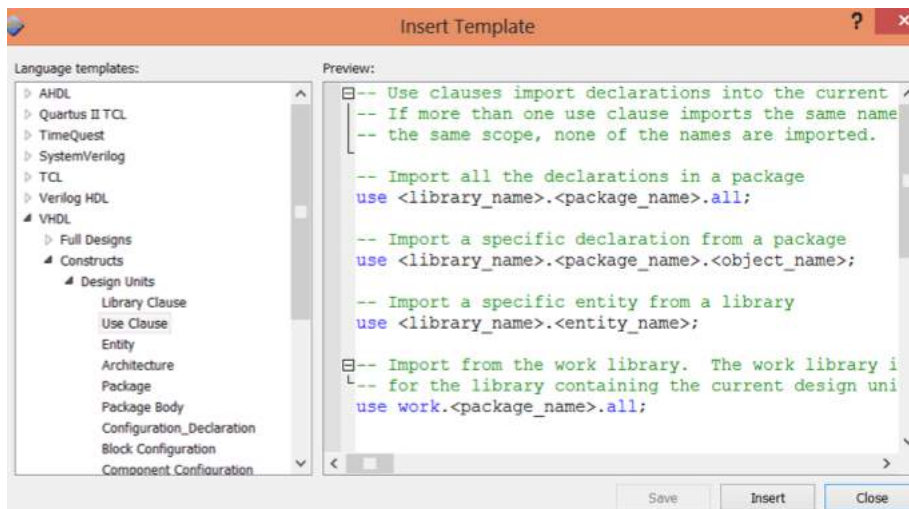 Insert Template
?
Language templates:
AHDL
Quartus II TCL
TimeQuest
SystemVerilog
TCL
Verilog HDL
VHDL
Full Designs
Constructs
Design Units
Library Clause
Use Clause
Entity
Architecture
Package
Package Body
Configuration_Declaration
Block Configuration
Component Configuration
Preview:
-- Use clauses import declarations into the current
-- If more than one use clause imports the same name
-- the same scope, none of the names are imported.
-- Import all the declarations in a package
use <library_name>.<package_name>.all;
-- Import a specific declaration from a package
use <library_name>.<package_name>.<object_name>;
-- Import a specific entity from a library
use <library_name>.<entity_name>;
-- Import from the work library.  The work library i
-- for the library containing the current design uni
use work.<package_name>.all;
Save
Insert
Close